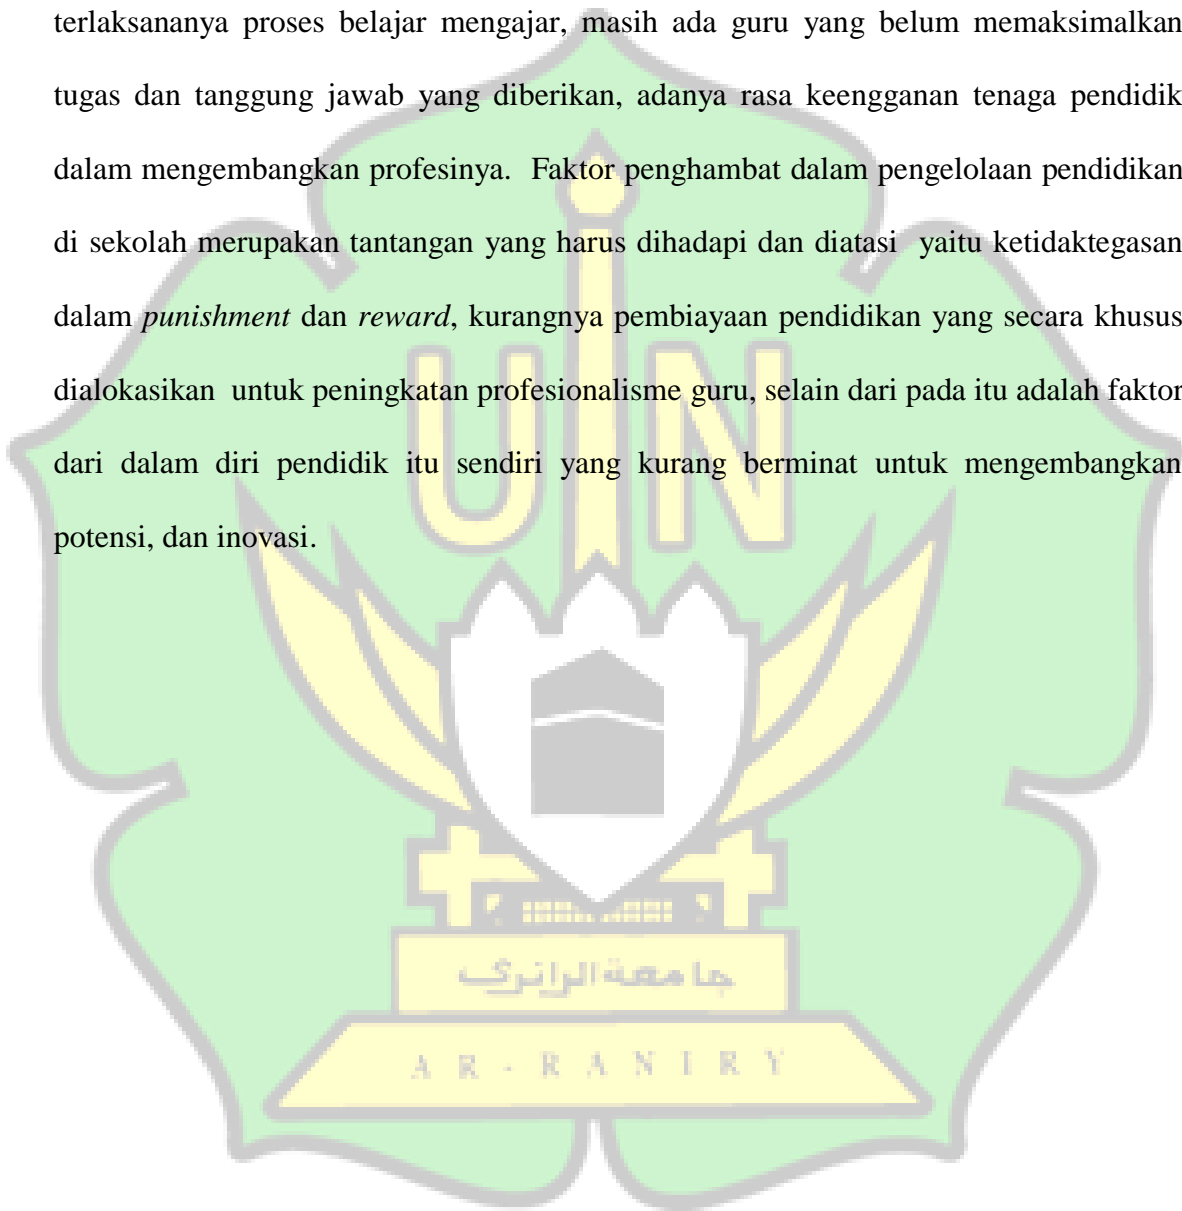 terlaksananya proses belajar mengajar, masih ada guru yang belum memaksimalkan
tugas dan tanggung jawab yang diberikan, adanya rasa keengganan tenaga pendidik
dalam mengembangkan profesinya.  Faktor penghambat dalam pengelolaan pendidikan
di sekolah merupakan tantangan yang harus dihadapi dan diatasi  yaitu ketidaktegasan
dalam punishment dan reward, kurangnya pembiayaan pendidikan yang secara khusus
dialokasikan  untuk peningkatan profesionalisme guru, selain dari pada itu adalah faktor
dari dalam diri pendidik itu sendiri yang kurang berminat untuk mengembangkan
potensi, dan inovasi.
UIN
جامعة الرانري
AR-RANIRY